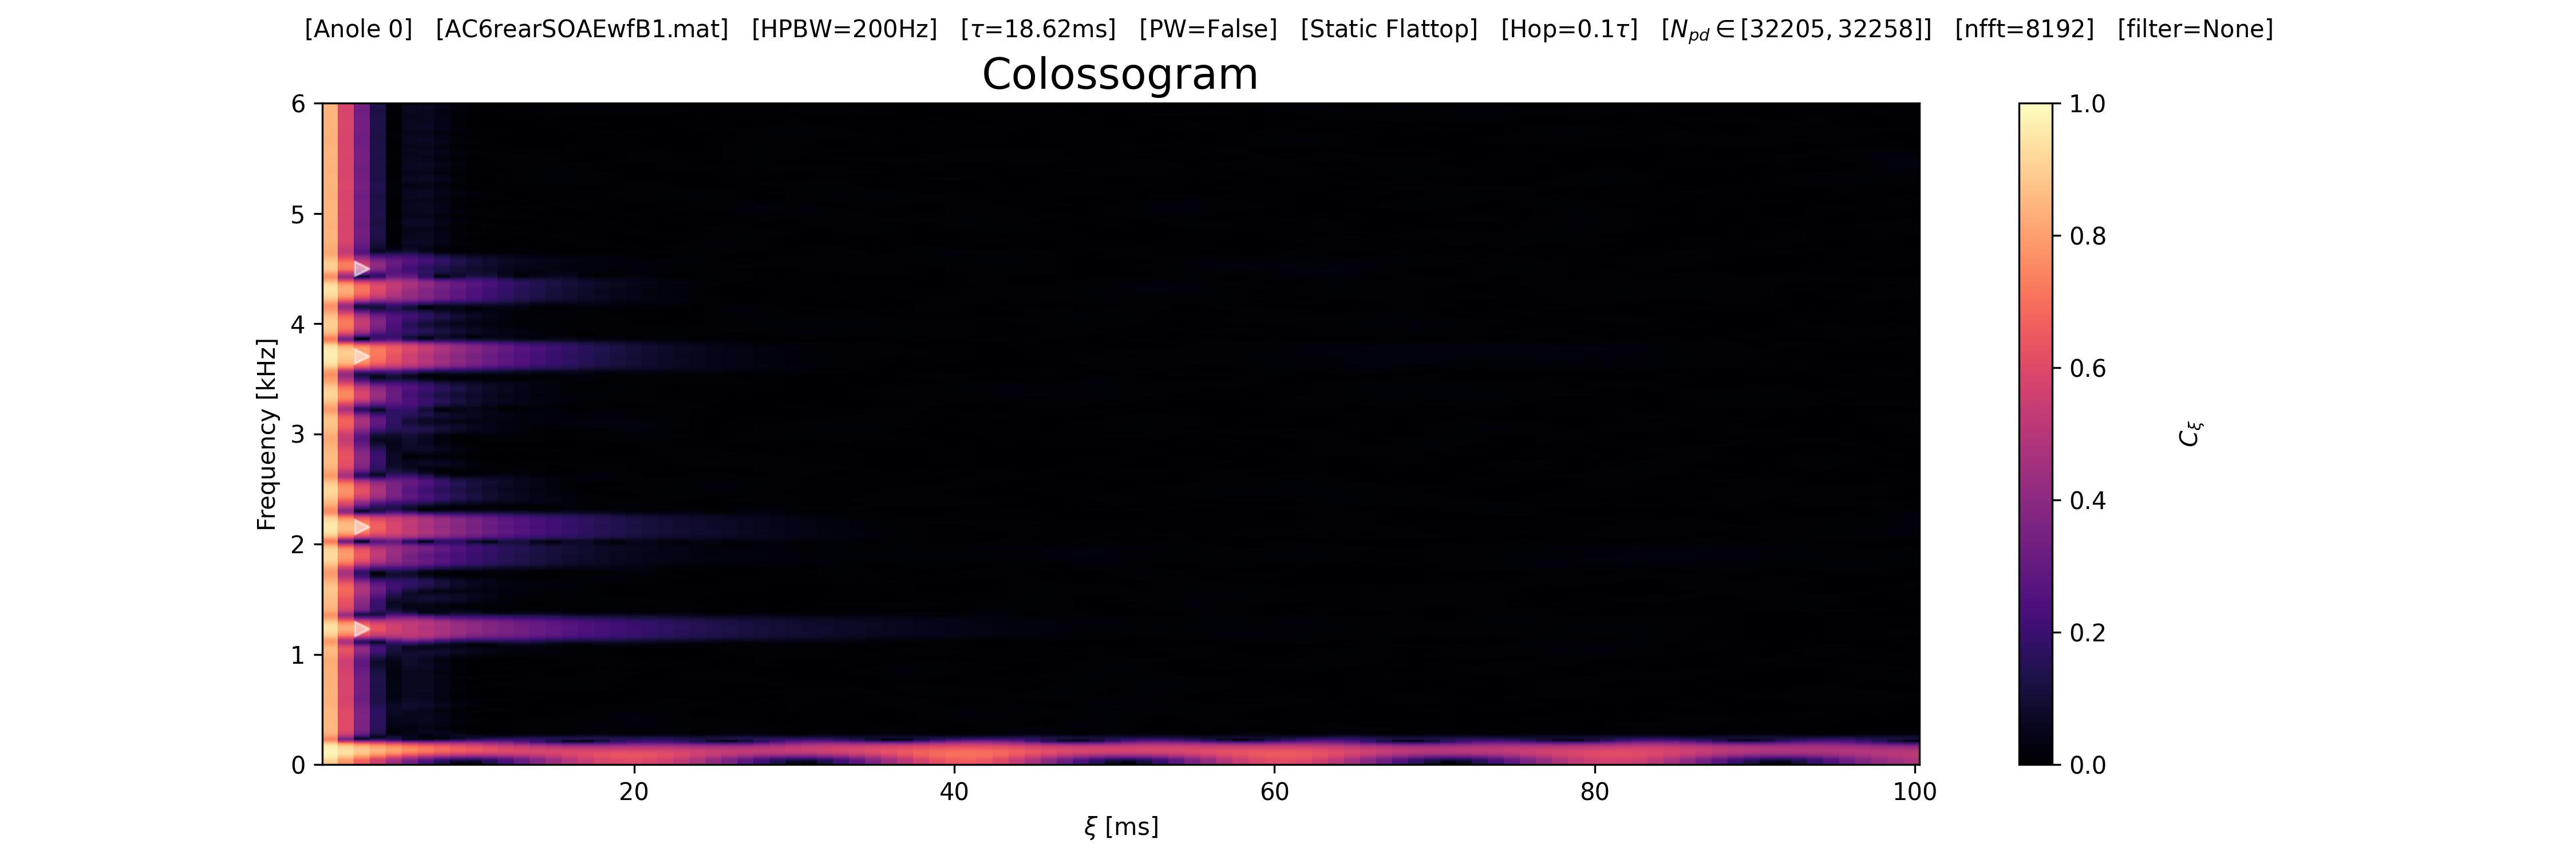 [Anole 0] [AC6rearSOAEwfB1.mat] [HPBW=200Hz] [τ=18.62ms] [PW=False] [Static Flattop] [Hop=0.1τ] [N_pd ∈ [32205, 32258]] [nfft=8192] [filter=None]
Colossogram
6
5
4
3
2
1
0
Frequency [kHz]
20 40 60 80 100
ξ [ms]
1.0
0.8
0.6
0.4
0.2
0.0
C_ξ